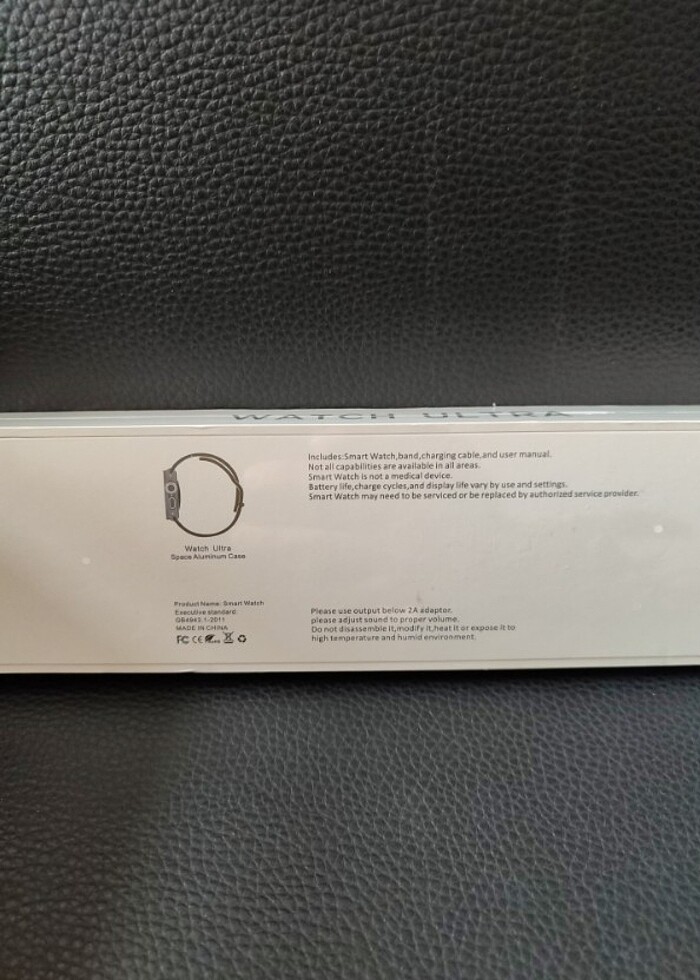 WATCH ULTRA
Includes:Smart Watch,band,charging cable,and user manual.
Not all capabilities are available in all areas.
Smart Watch is not a medical device.
Battery life,charge cycles,and display life vary by use and settings.
Smart Watch may need to be serviced or be replaced by authorized service provider.
Watch Ultra
Space Aluminum Case
Product Name: Smart Watch
Executive standard:
GB4943.1-2011
MADE IN CHINA
FC CE
Please use output below 2A adaptor.
please adjust sound to proper volume.
Do not disassemble it,modify it,heat it or expose it to
high temperature and humid environment.